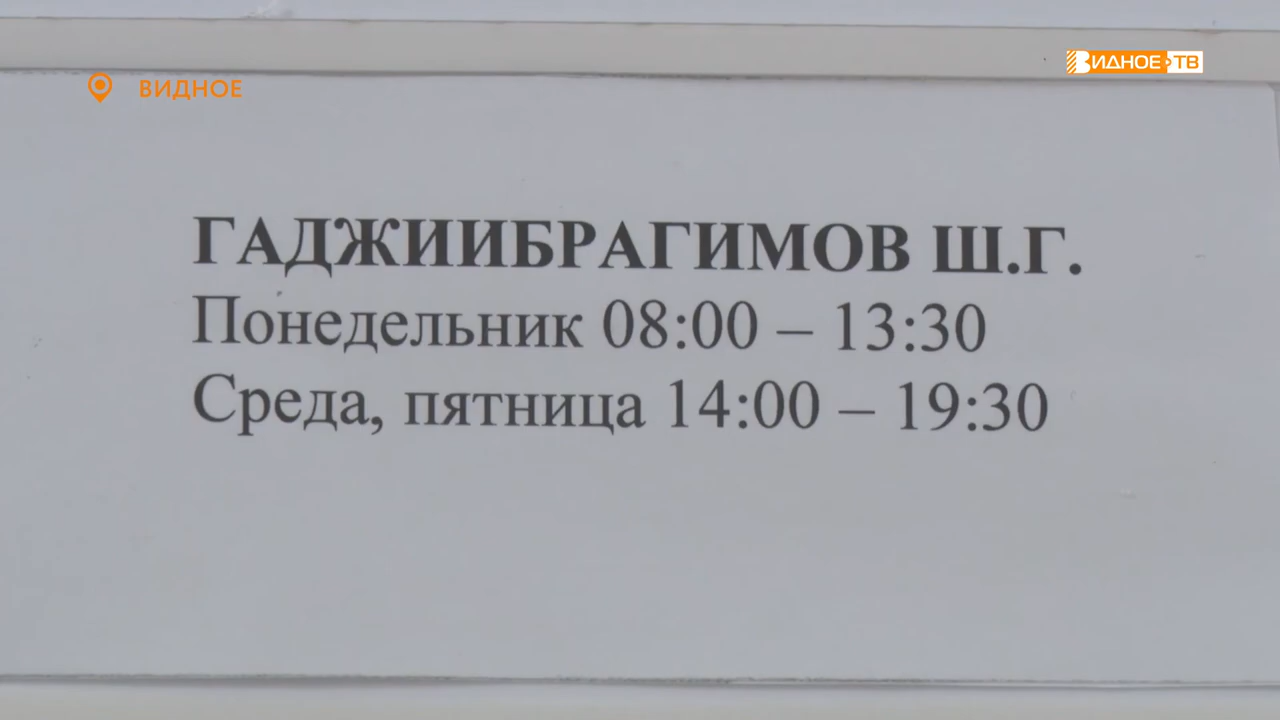 ВИДНОЕ
ВИДНОЕ ТВ
ГАДЖИИБРАГИМОВ Ш.Г.
Понедельник 08:00 – 13:30
Среда, пятница 14:00 – 19:30